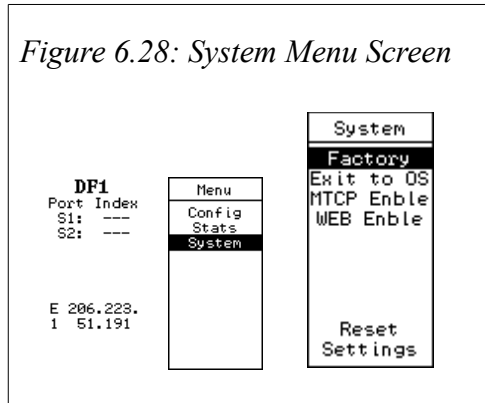 Figure 6.28: System Menu Screen
DF1
Port Index
S1: ---
S2: ---
E 206.223.
1 51.191
Menu
Config
Stats
System
System
Factory
Exit to OS
MTCP Enble
WEB Enble
Reset
Settings